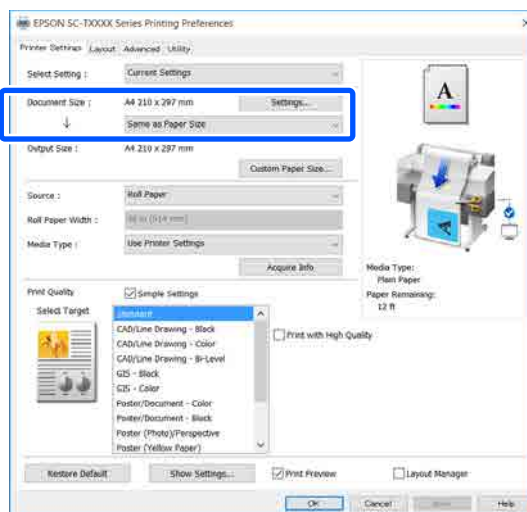 EPSON SC-TXXXX Series Printing Preferences
Printer Settings Layout Advanced Utility
Select Setting : Current Settings
Document Size : A4 210 x 297 mm Settings...
↓ Same as Paper Size
Output Size : A4 210 x 297 mm
Custom Paper Size...
Source : Roll Paper
Roll Paper Width :
Media Type : Use Printer Settings
Acquire Info
A
Media Type:
Plain Paper
Paper Remaining:
12 ft
Print Quality Simple Settings
Select Target
Standard
CAD/Line Drawing - Black
CAD/Line Drawing - Color
CAD/Line Drawing - Bi-Level
GIS - Black
GIS - Color
Poster/Document - Color
Poster/Document - Black
Poster (Photo)/Perspective
Poster (Yellow Paper)
Print with High Quality
Restore Default Show Settings... Print Preview Layout Manager
OK Cancel Help